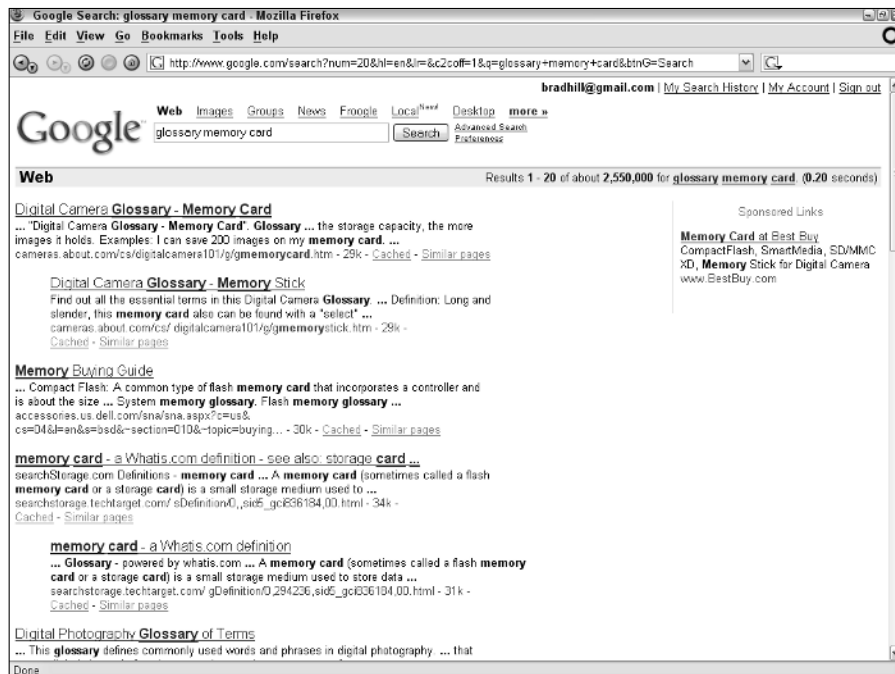 Google Search: glossary memory card - Mozilla Firefox
File Edit View Go Bookmarks Tools Help
http://www.google.com/search?num=20&hl=en&lr=&c2coff=1&q=glossary+memory+card&btnG=Search
bradhill@gmail.com | My Search History | My Account | Sign out
Web Images Groups News Froogle Local New! Desktop more »
Google
glossary memory card Search Advanced Search
Preferences
Web Results 1 - 20 of about 2,550,000 for glossary memory card. (0.20 seconds)
Digital Camera Glossary - Memory Card
... "Digital Camera Glossary - Memory Card". Glossary ... the storage capacity, the more
images it holds. Examples: I can save 200 images on my memory card. ...
cameras.about.com/cs/digitalcamera101/g/gmemorycard.htm - 29k - Cached - Similar pages
Digital Camera Glossary - Memory Stick
Find out all the essential terms in this Digital Camera Glossary. ... Definition: Long and
slender, this memory card also can be found with a "select" ...
cameras.about.com/cs/ digitalcamera101/g/gmemorystick.htm - 29k -
Cached - Similar pages
Memory Buying Guide
... Compact Flash: A common type of flash memory card that incorporates a controller and
is about the size ... System memory glossary. Flash memory glossary ...
accessories.us.dell.com/sna/sna.aspx?c=us&
cs=04&l=en&s=bsd&~section=010&~topic=buying... - 30k - Cached - Similar pages
memory card - a Whatis.com definition - see also: storage card ...
searchStorage.com Definitions - memory card ... A memory card (sometimes called a flash
memory card or a storage card) is a small storage medium used to ...
searchstorage.techtarget.com/ sDefinition/0,,sid5_gci836184,00.html - 34k -
Cached - Similar pages
memory card - a Whatis.com definition
... Glossary - powered by whatis.com ... A memory card (sometimes called a flash memory
card or a storage card) is a small storage medium used to store data ...
searchstorage.techtarget.com/ gDefinition/0,294236,sid5_gci836184,00.html - 31k -
Cached - Similar pages
Digital Photography Glossary of Terms
... This glossary defines commonly used words and phrases in digital photography. ... that
Sponsored Links
Memory Card at Best Buy
CompactFlash, SmartMedia, SD/MMC
XD, Memory Stick for Digital Camera
www.BestBuy.com
Done